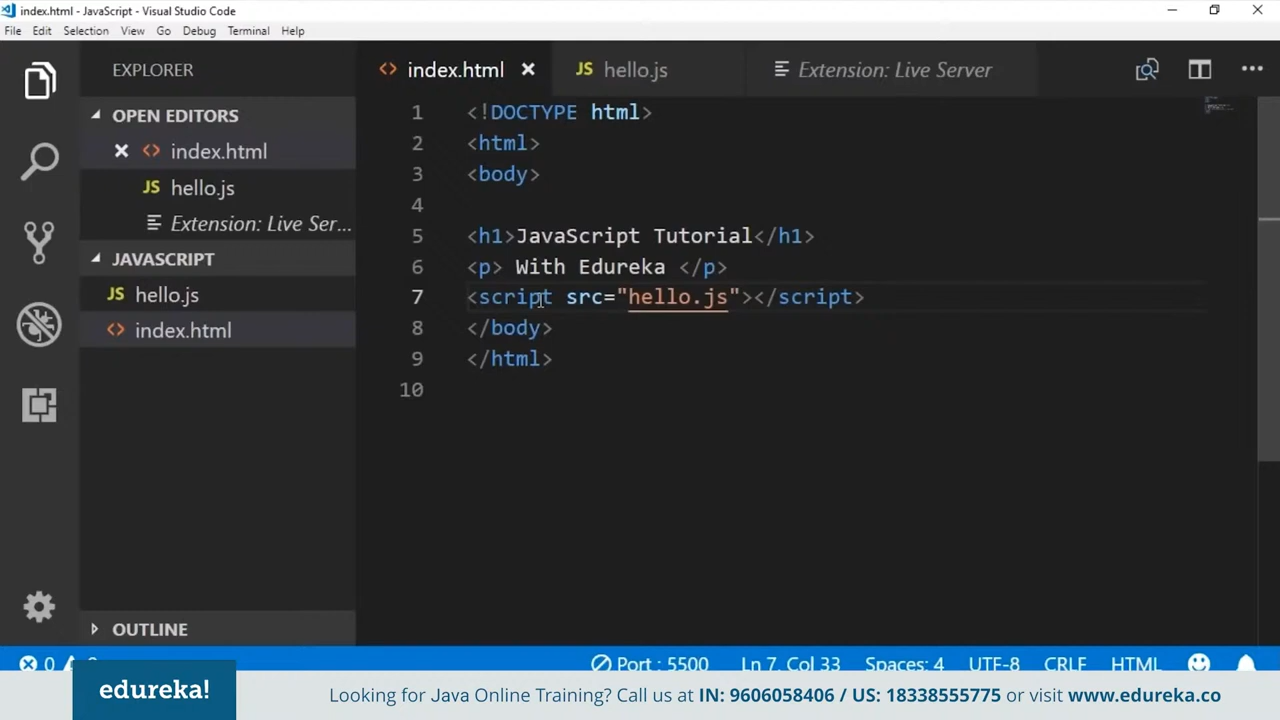 index.html - JavaScript - Visual Studio Code
File Edit Selection View Go Debug Terminal Help
EXPLORER
OPEN EDITORS
index.html
JS hello.js
Extension: Live Ser...
JAVASCRIPT
JS hello.js
index.html
OUTLINE
index.html JS hello.js Extension: Live Server
1 <!DOCTYPE html>
2 <html>
3 <body>
4
5 <h1>JavaScript Tutorial</h1>
6 <p> With Edureka </p>
7 <script src="hello.js"></script>
8 </body>
9 </html>
10
0 Port : 5500 Ln 7, Col 33 Spaces: 4 UTF-8 CRLF HTML
edureka! Looking for Java Online Training? Call us at IN: 9606058406 / US: 18338555775 or visit www.edureka.co